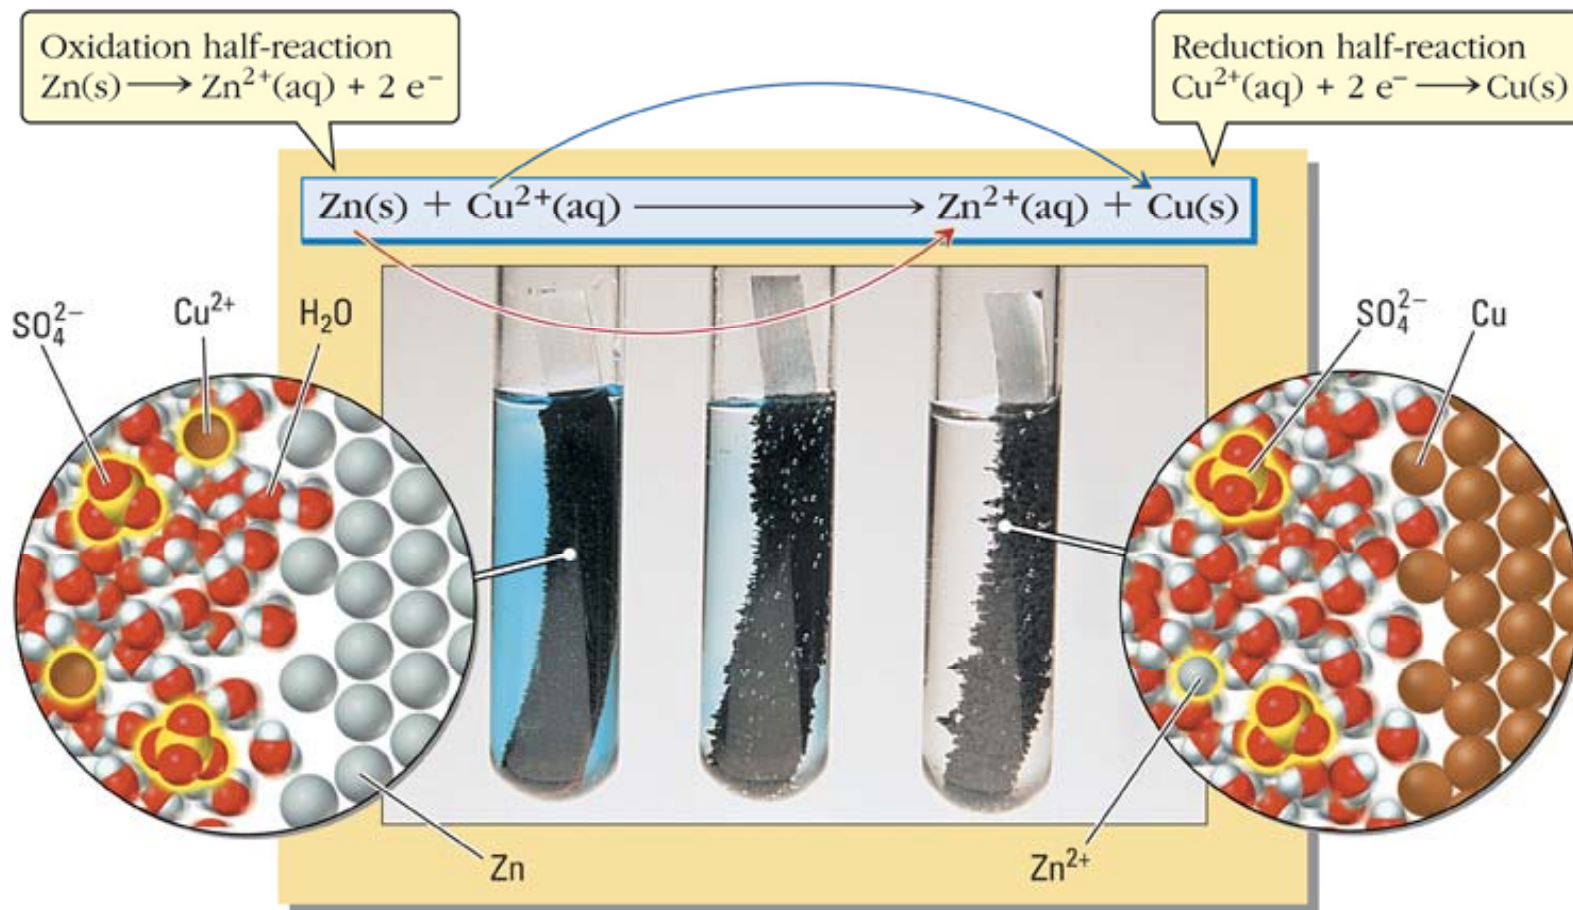 Oxidation half-reaction
Zn(s) ⟶ Zn²⁺(aq) + 2 e⁻
Reduction half-reaction
Cu²⁺(aq) + 2 e⁻ ⟶ Cu(s)
Zn(s) + Cu²⁺(aq) ⟶ Zn²⁺(aq) + Cu(s)
SO₄²⁻
Cu²⁺
H₂O
SO₄²⁻
Cu
Zn
Zn²⁺